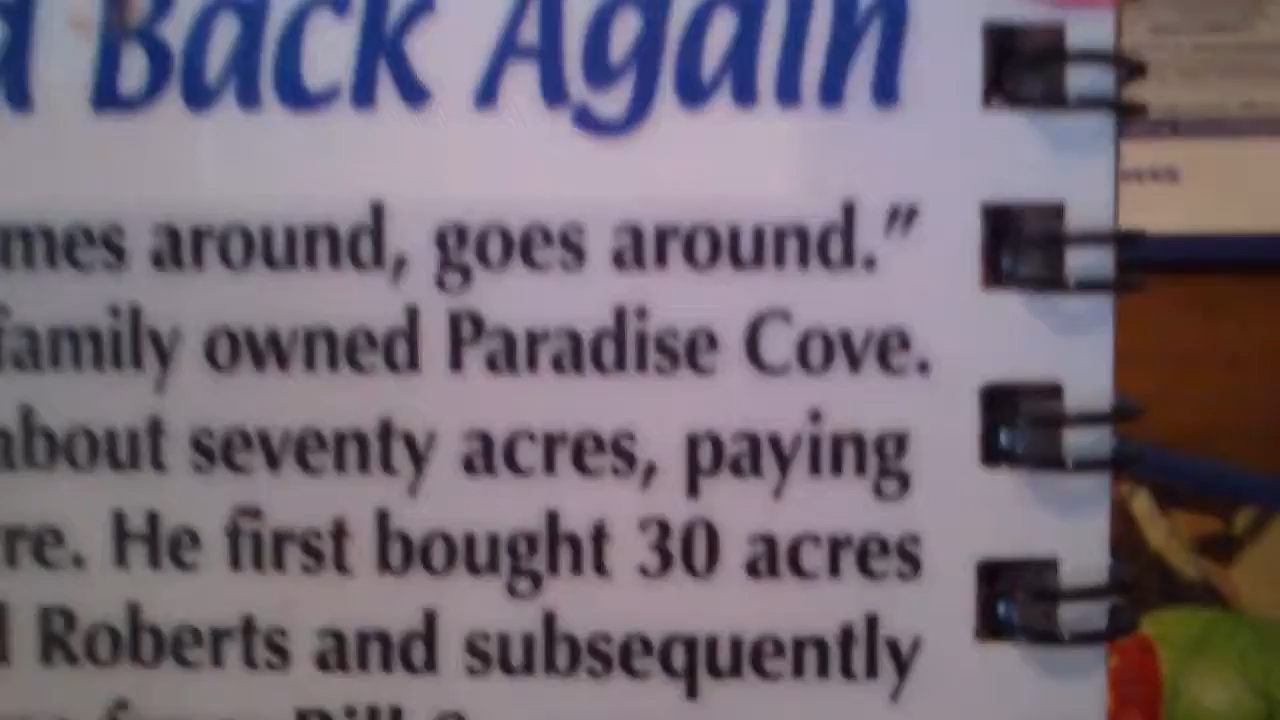 Back Again
around, goes around.”
family owned Paradise Cove.
about seventy acres, paying
He first bought 30 acres
Roberts and subsequently